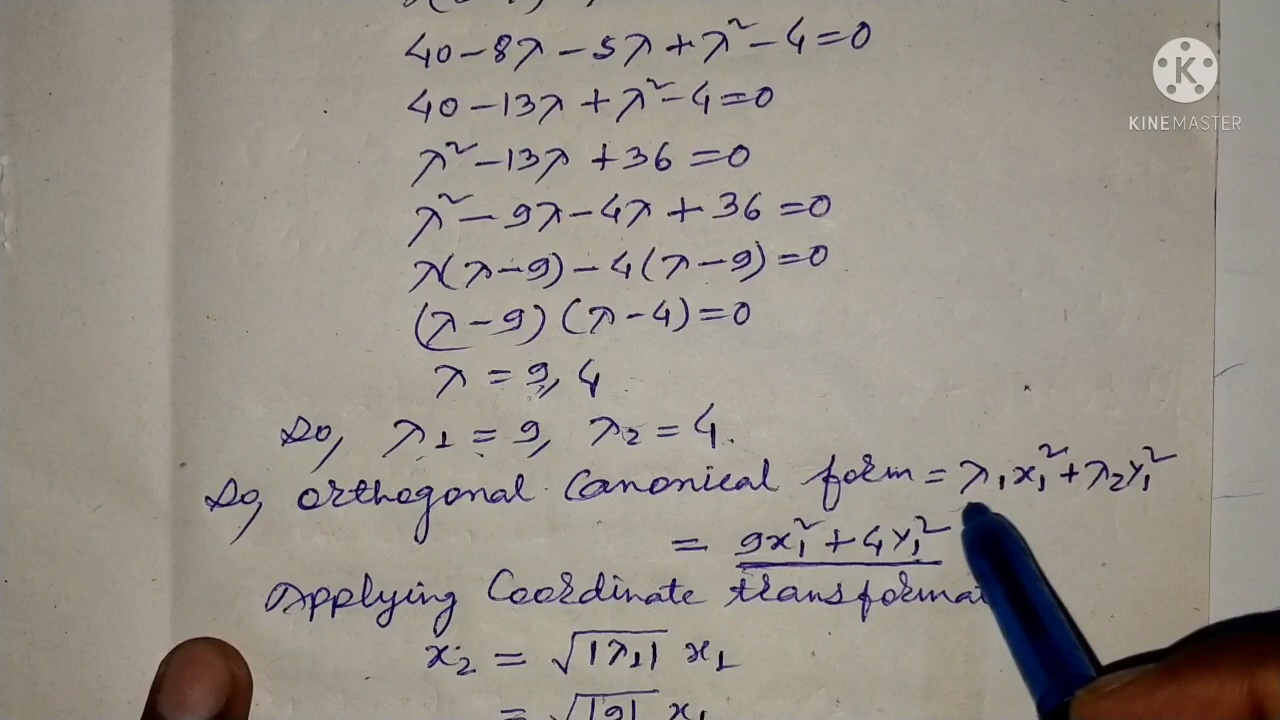 40-8λ-5λ+λ²-4=0
40-13λ+λ²-4=0
λ²-13λ+36=0
λ²-9λ-4λ+36=0
λ(λ-9)-4(λ-9)=0
(λ-9)(λ-4)=0
λ=9,4
So, λ₁=9, λ₂=4.
So, orthogonal canonical form = λ₁x₁²+λ₂y₁²
= 9x₁²+4y₁²
Applying Coordinate
x₂ = √|λ₁| x₁
= √|9| x₁
K
KINEMASTER